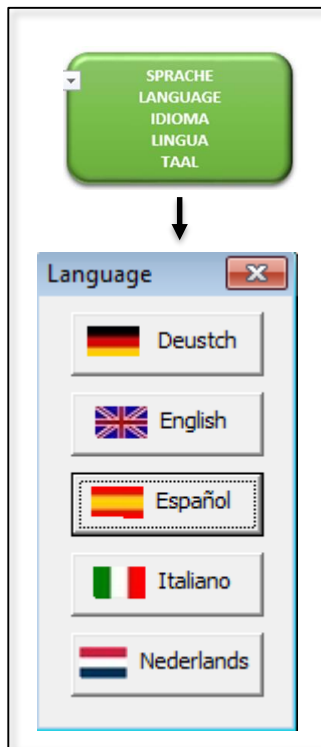 SPRACHE
LANGUAGE
IDIOMA
LINGUA
TAAL
Language
Deustch
English
Español
Italiano
Nederlands